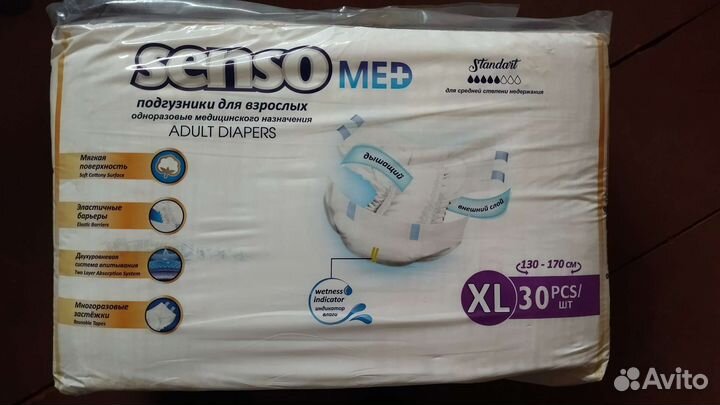 senso MED
подгузники для взрослых
одноразовые медицинского назначения
ADULT DIAPERS
Standart
для средней степени недержания
Мягкая
поверхность
Soft Cottony Surface
Эластичные
барьеры
Elastic Barriers
Двухуровневая
система впитывания
Two Layer Absorption System
Многоразовые
застёжки
Reusable Tapes
дышащий
внешний слой
wetness
indicator
индикатор
влаги
130 - 170 см
XL 30 PCS/
шт
Avito